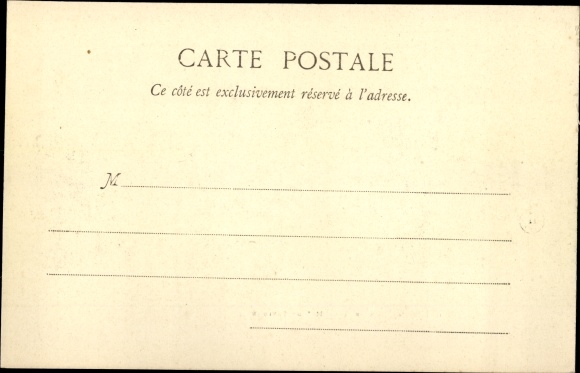 CARTE POSTALE
Ce côté est exclusivement réservé à l'adresse.
M